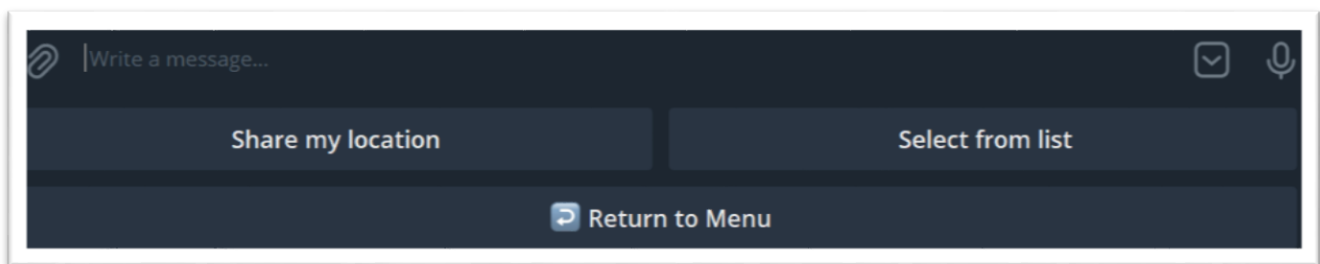 Write a message...
Share my location
Select from list
Return to Menu